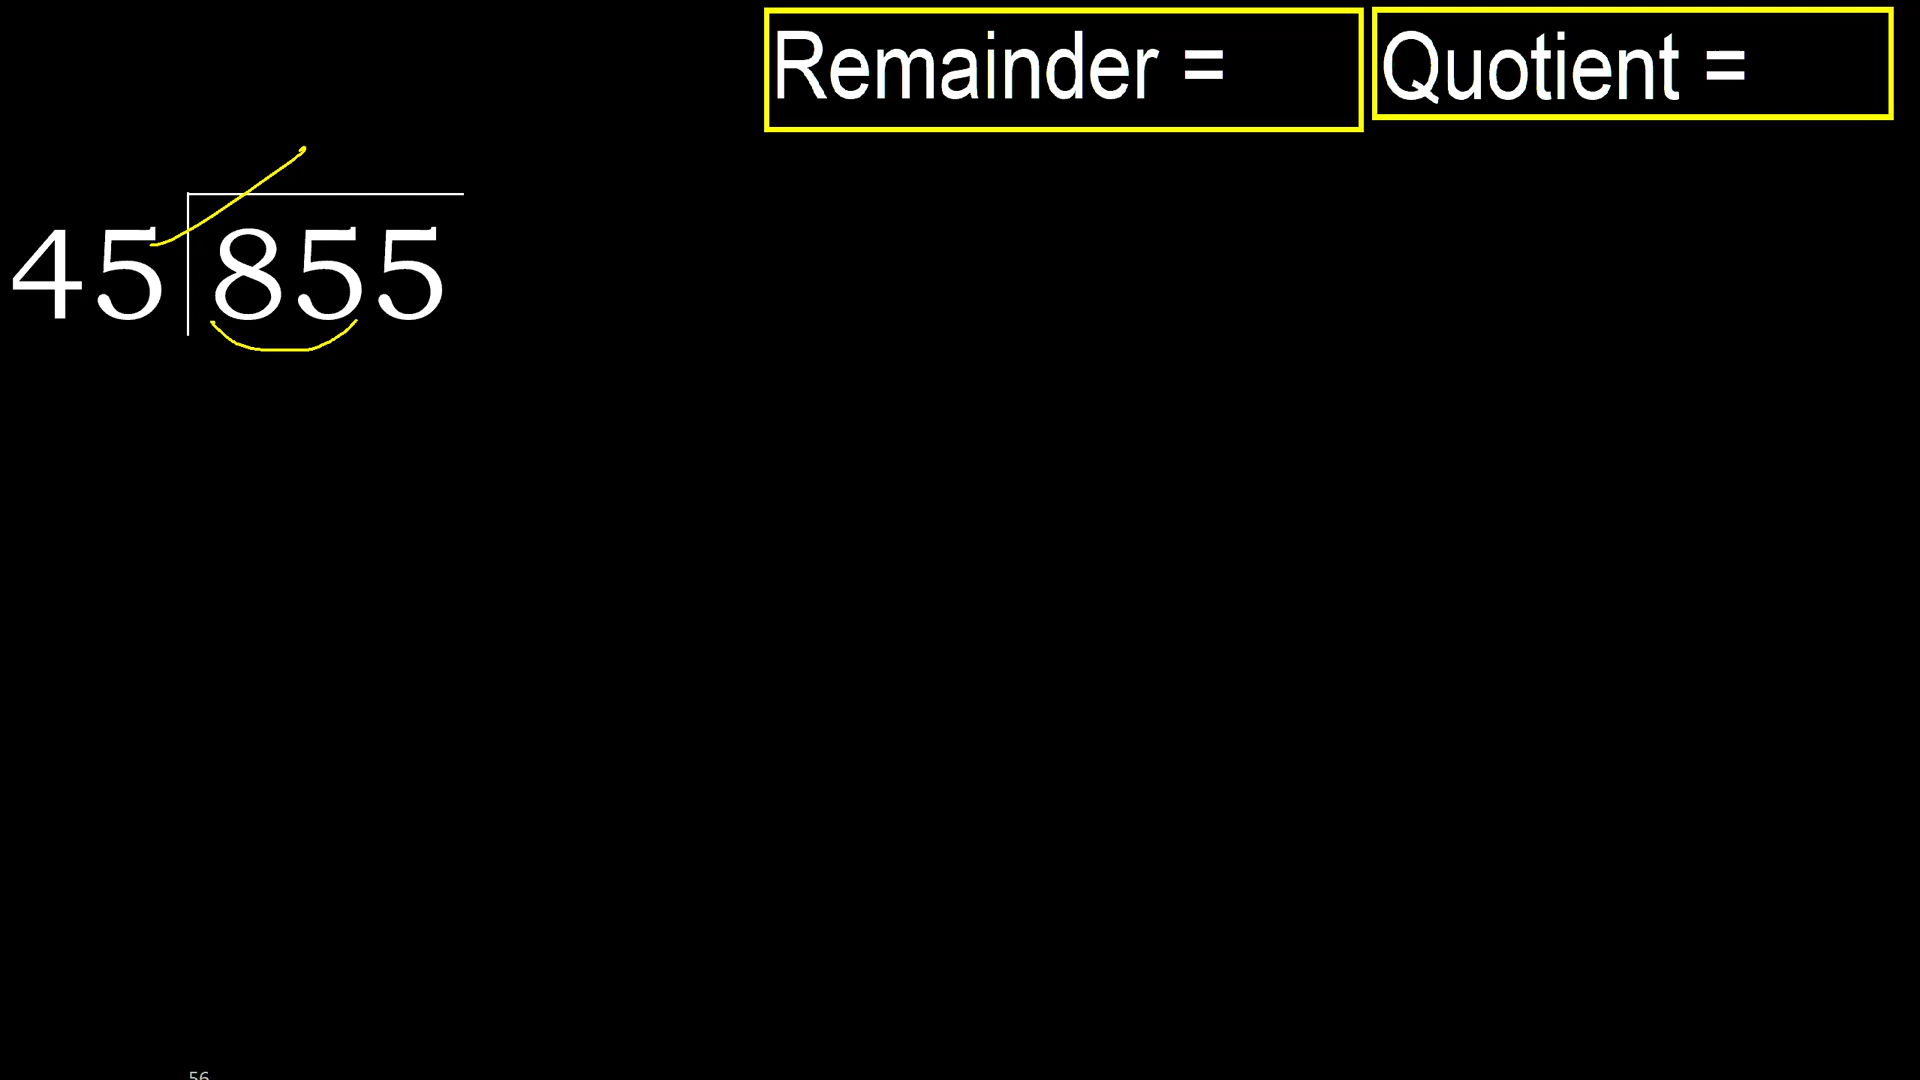 Remainder = Quotient =
45 855
56